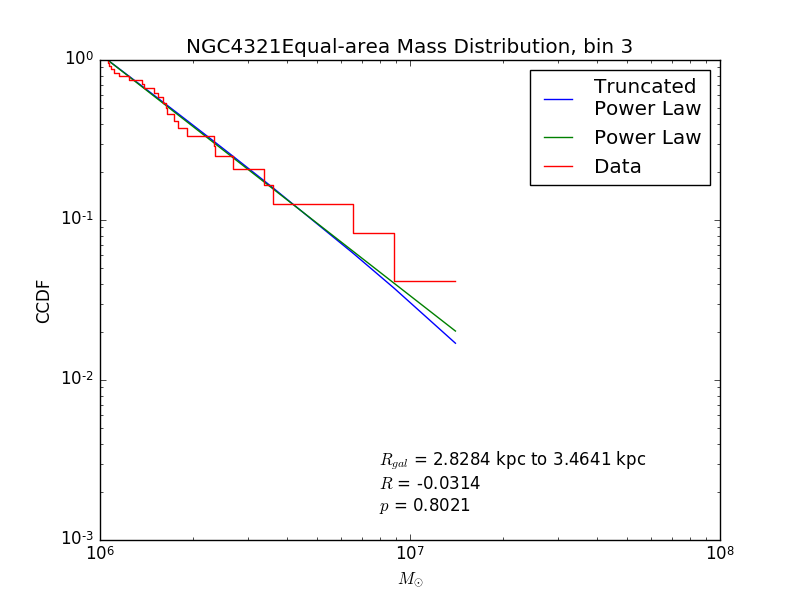 NGC4321Equal-area Mass Distribution, bin 3
10⁰
10⁻¹
10⁻²
10⁻³
CCDF
Truncated
Power Law
Power Law
Data
R_gal = 2.8284 kpc to 3.4641 kpc
R = -0.0314
p = 0.8021
10⁶
10⁷
10⁸
M_⊙